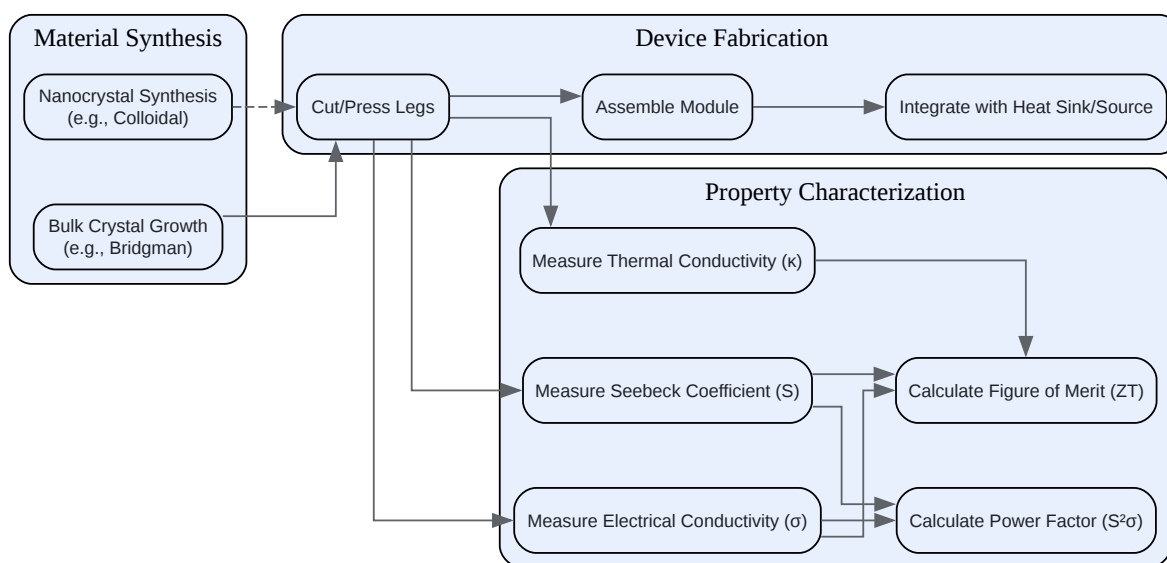 Material Synthesis
Nanocrystal Synthesis
(e.g., Colloidal)
Bulk Crystal Growth
(e.g., Bridgman)
Device Fabrication
Cut/Press Legs
Assemble Module
Integrate with Heat Sink/Source
Property Characterization
Measure Thermal Conductivity (κ)
Measure Seebeck Coefficient (S)
Calculate Figure of Merit (ZT)
Measure Electrical Conductivity (σ)
Calculate Power Factor (S²σ)